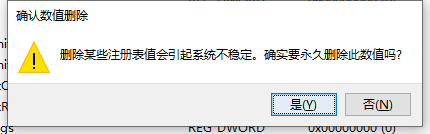 确认数值删除
删除某些注册表值会引起系统不稳定。确实要永久删除此数值吗?
是(Y)
否(N)
gs REG_DWORD 0x00000000 (0)